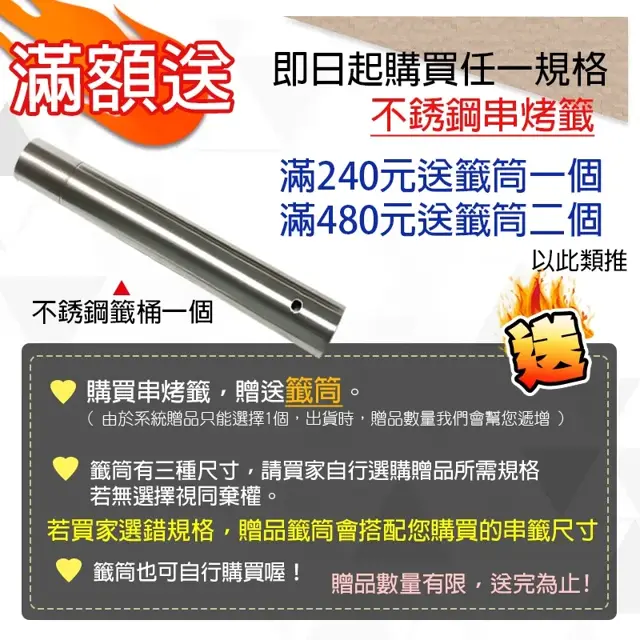 滿額送
即日起購買任一規格
不銹鋼串烤籤
滿240元送籤筒一個
滿480元送籤筒二個
以此類推
送
不銹鋼籤桶一個
購買串烤籤，贈送籤筒。
（ 由於系統贈品只能選擇1個，出貨時，贈品數量我們會幫您遞增 ）
籤筒有三種尺寸，請買家自行選購贈品所需規格
若無選擇視同棄權。
若買家選錯規格，贈品籤筒會搭配您購買的串籤尺寸
籤筒也可自行購買喔！
贈品數量有限，送完為止!